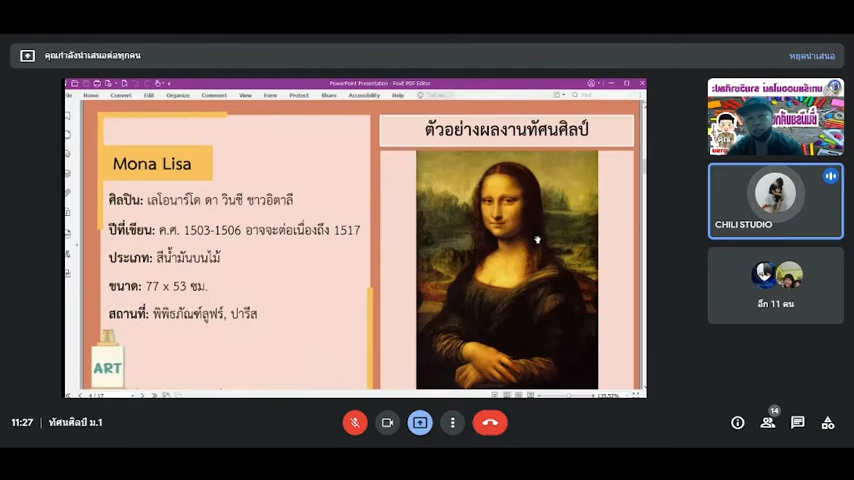 คุณกำลังนำเสนอต่อทุกคน
หยุดนำเสนอ
PowerPoint Presentation - Foxit PDF Editor
Home Convert Edit Organize Comment View Form Protect Share Accessibility Help
Mona Lisa
ศิลปิน: เลโอนาร์โด ดา วินชี ชาวอิตาลี
ปีที่เขียน: ค.ศ. 1503-1506 อาจจะต่อเนื่องถึง 1517
ประเภท: สีน้ำมันบนไม้
ขนาด: 77 x 53 ซม.
สถานที่: พิพิธภัณฑ์ลูฟร์, ปารีส
ART
ตัวอย่างผลงานทัศนศิลป์
CHILI STUDIO
อีก 11 คน
11:27 | ทัศนศิลป์ ม.1
14